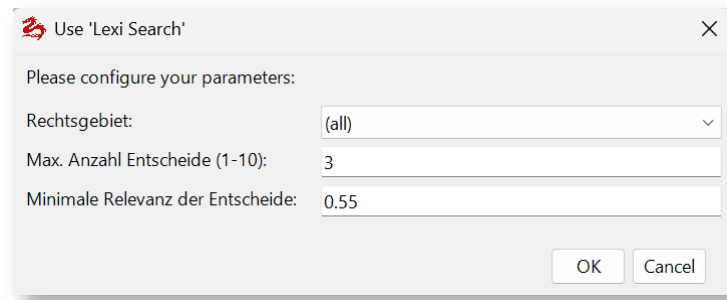 Use 'Lexi Search'
Please configure your parameters:
Rechtsgebiet: (all)
Max. Anzahl Entscheide (1-10): 3
Minimale Relevanz der Entscheide: 0.55
OK Cancel